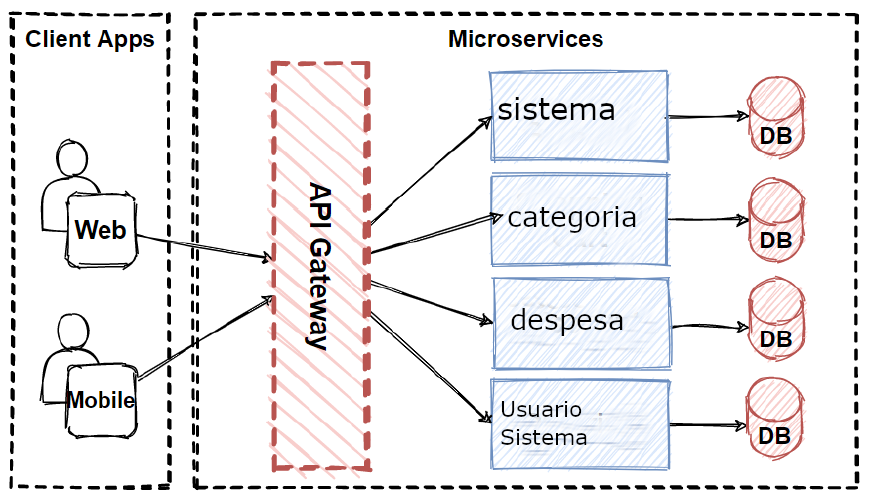 Client Apps
Microservices
Web
Mobile
API Gateway
sistema
categoria
despesa
Usuario
Sistema
DB
DB
DB
DB